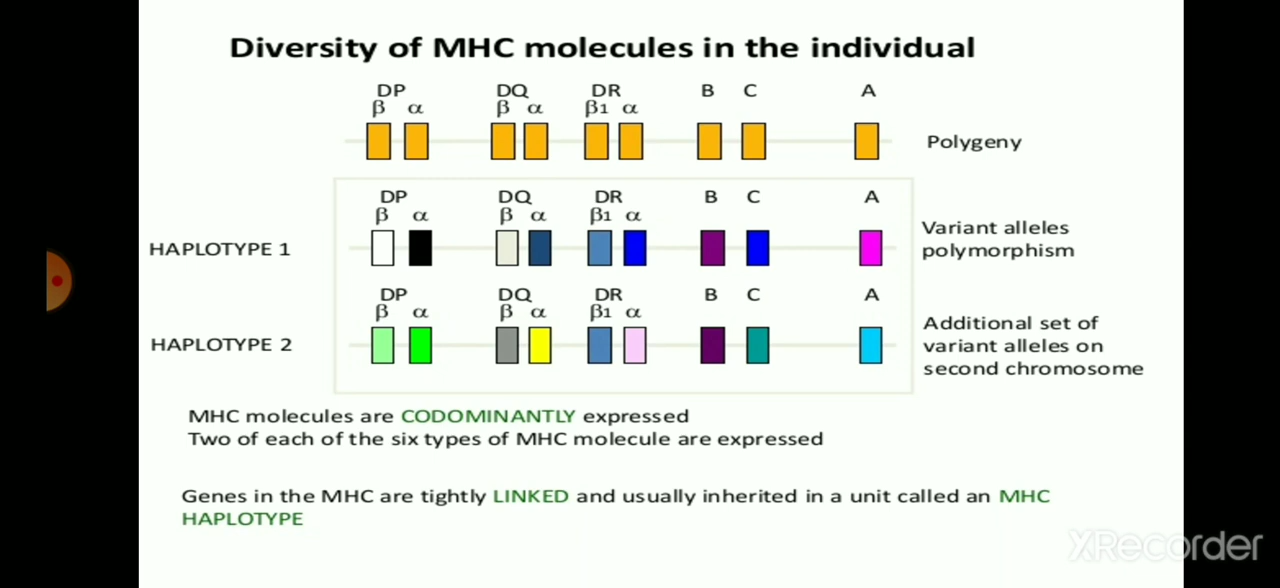 Diversity of MHC molecules in the individual
DP DQ DR B C A
β α β α β1 α
Polygeny
DP DQ DR B C A
β α β α β1 α
HAPLOTYPE 1
Variant alleles
polymorphism
DP DQ DR B C A
β α β α β1 α
HAPLOTYPE 2
Additional set of
variant alleles on
second chromosome
MHC molecules are CODOMINANTLY expressed
Two of each of the six types of MHC molecule are expressed
Genes in the MHC are tightly LINKED and usually inherited in a unit called an MHC
HAPLOTYPE
XRecorder